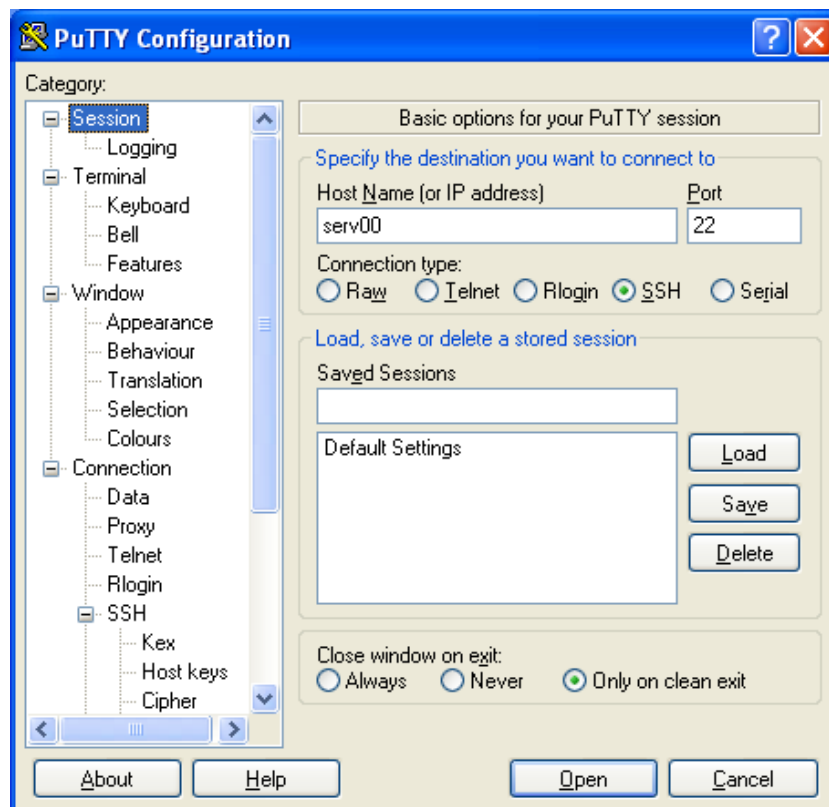 PuTTY Configuration
Category:
Session
Logging
Terminal
Keyboard
Bell
Features
Window
Appearance
Behaviour
Translation
Selection
Colours
Connection
Data
Proxy
Telnet
Rlogin
SSH
Kex
Host keys
Cipher
Basic options for your PuTTY session
Specify the destination you want to connect to
Host Name (or IP address) Port
serv00 22
Connection type:
Raw Telnet Rlogin SSH Serial
Load, save or delete a stored session
Saved Sessions
Default Settings
Load
Save
Delete
Close window on exit:
Always Never Only on clean exit
About Help Open Cancel